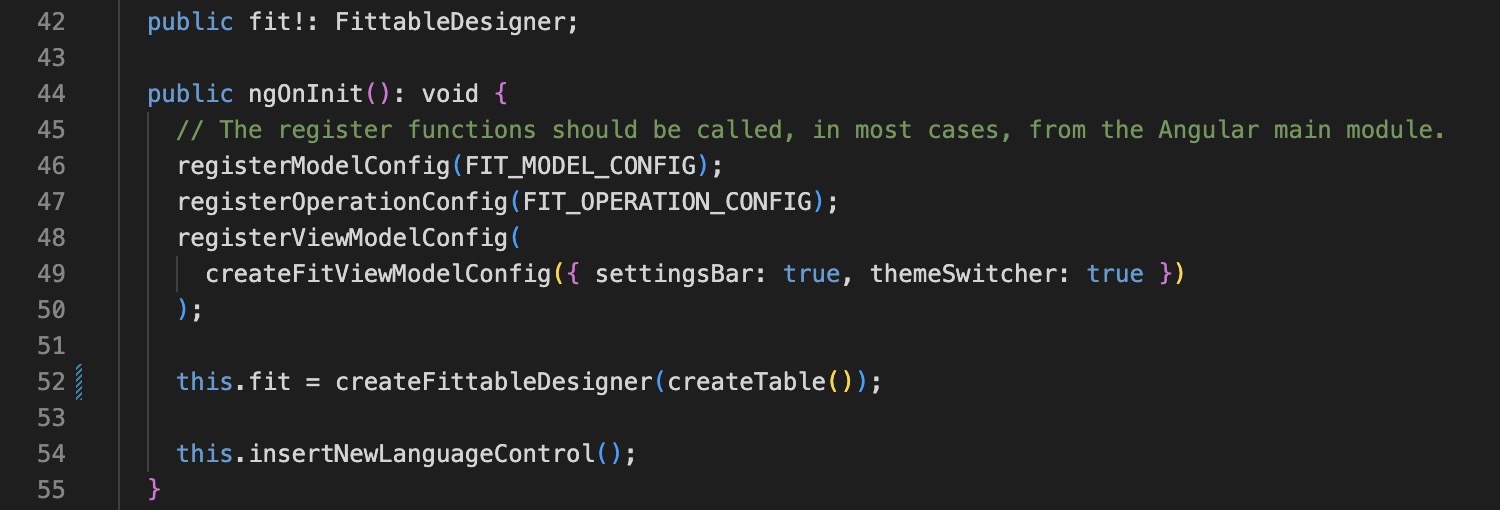 42 public fit!: FittableDesigner;
43
44 public ngOnInit(): void {
45 // The register functions should be called, in most cases, from the Angular main module.
46 registerModelConfig(FIT_MODEL_CONFIG);
47 registerOperationConfig(FIT_OPERATION_CONFIG);
48 registerViewModelConfig(
49 createFitViewModelConfig({ settingsBar: true, themeSwitcher: true })
50 );
51
52 this.fit = createFittableDesigner(createTable());
53
54 this.insertNewLanguageControl();
55 }